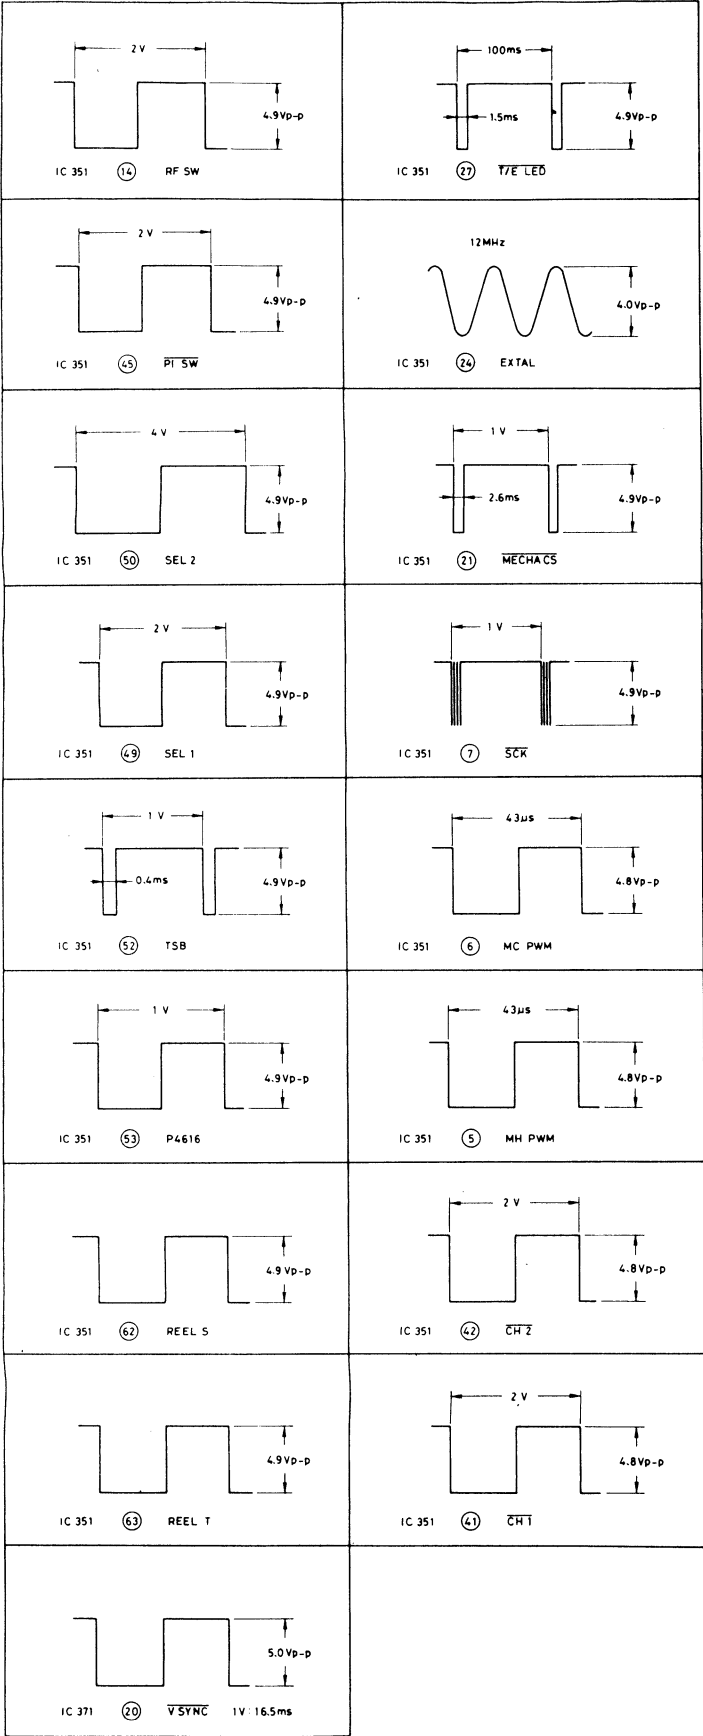 2 V
4.9Vp-p
IC 351 14 RF SW
100ms
1.5ms
4.9Vp-p
IC 351 27 T/E LED
2 V
4.9Vp-p
IC 351 45 PI SW
12MHz
4.0Vp-p
IC 351 24 EXTAL
4 V
4.9Vp-p
IC 351 50 SEL 2
1 V
2.6ms
4.9Vp-p
IC 351 21 MECHACS
2 V
4.9Vp-p
IC 351 49 SEL 1
1 V
4.9Vp-p
IC 351 7 SCK
1 V
0.4ms
4.9Vp-p
IC 351 52 TSB
43µs
4.8Vp-p
IC 351 6 MC PWM
1 V
4.9Vp-p
IC 351 53 P4616
43µs
4.8Vp-p
IC 351 5 MH PWM
4.9Vp-p
IC 351 62 REEL S
2 V
4.8Vp-p
IC 351 42 CH 2
4.9Vp-p
IC 351 63 REEL T
2 V
4.8Vp-p
IC 351 41 CH 1
5.0Vp-p
IC 371 20 V SYNC 1V:16.5ms